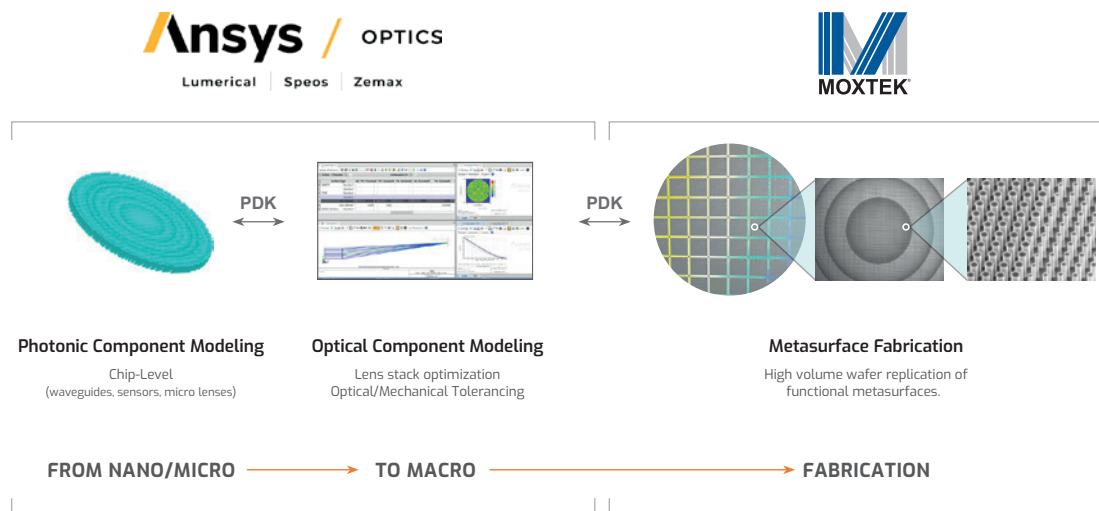 Ansys / OPTICS
Lumerical | Speos | Zemax
MOXTEK®
PDK
PDK
Photonic Component Modeling
Chip-Level
(waveguides, sensors, micro lenses)
Optical Component Modeling
Lens stack optimization
Optical/Mechanical Tolerancing
Metasurface Fabrication
High volume wafer replication of
functional metasurfaces.
FROM NANO/MICRO
TO MACRO
FABRICATION